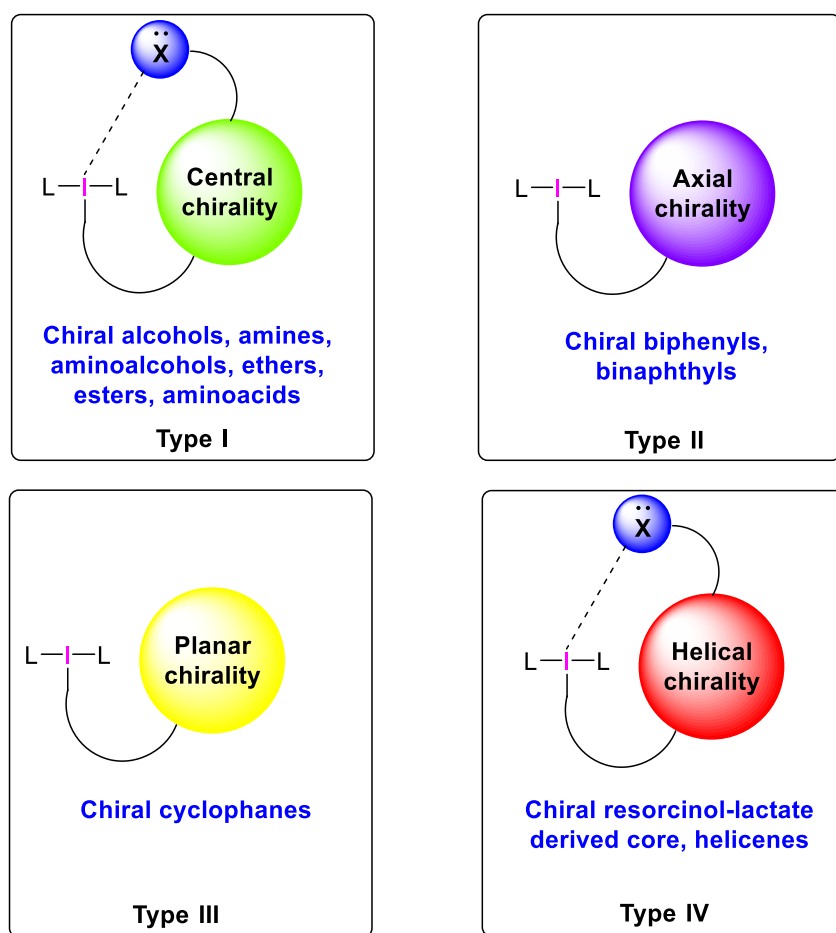 X
L—I—L
Central
chirality
Chiral alcohols, amines,
aminoalcohols, ethers,
esters, aminoacids
Type I
L—I—L
Axial
chirality
Chiral biphenyls,
binaphthyls
Type II
L—I—L
Planar
chirality
Chiral cyclophanes
Type III
X
L—I—L
Helical
chirality
Chiral resorcinol-lactate
derived core, helicenes
Type IV